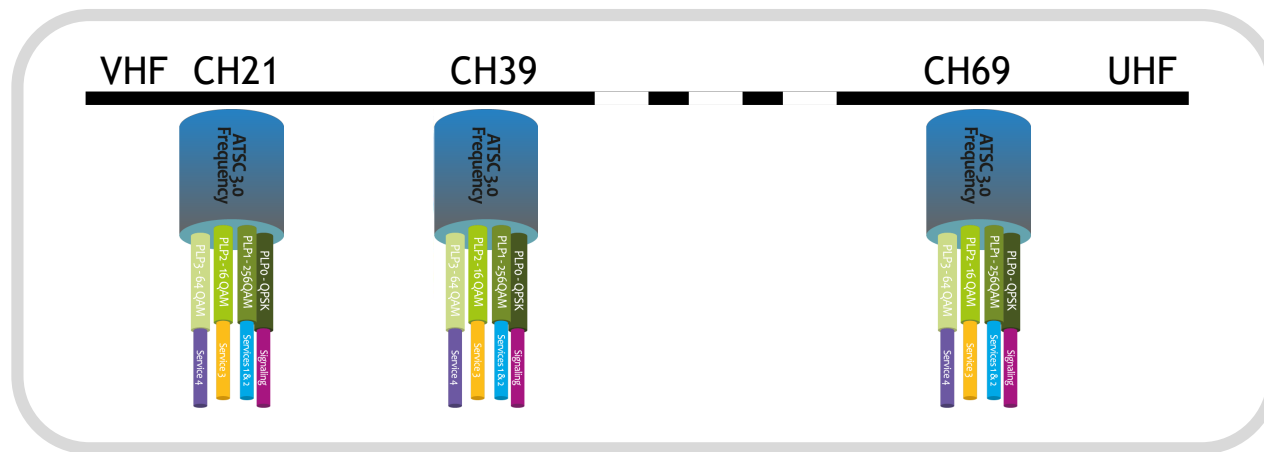 VHF CH21 CH39 CH69 UHF
ATSC 3.0
Frequency
PLP3 - 64 QAM
PLP2 - 16 QAM
PLP1 - 256QAM
PLP0 - QPSK
Service 4
Service 3
Services 1 & 2
Signaling
ATSC 3.0
Frequency
PLP3 - 64 QAM
PLP2 - 16 QAM
PLP1 - 256QAM
PLP0 - QPSK
Service 4
Service 3
Services 1 & 2
Signaling
ATSC 3.0
Frequency
PLP3 - 64 QAM
PLP2 - 16 QAM
PLP1 - 256QAM
PLP0 - QPSK
Service 4
Service 3
Services 1 & 2
Signaling